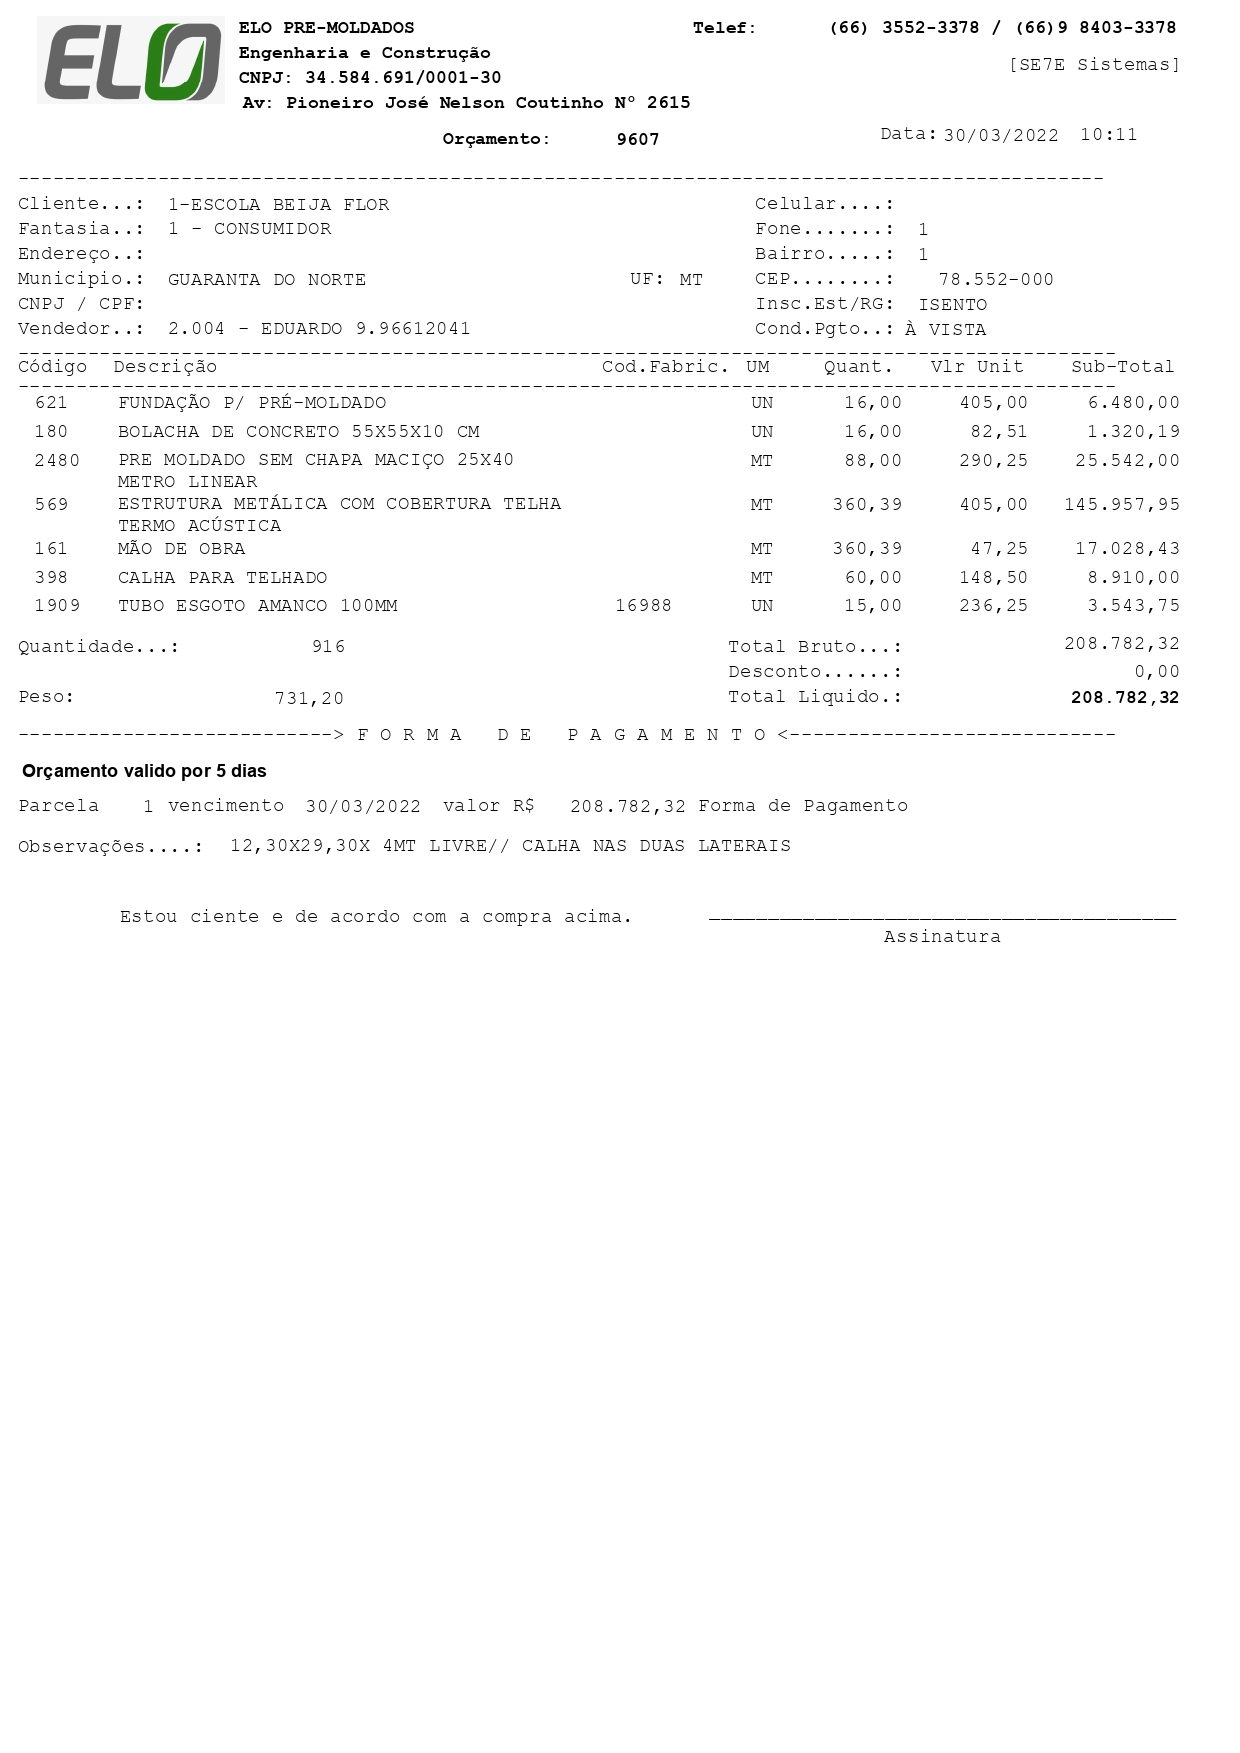 ELO
ELO PRE-MOLDADOS Telef: (66) 3552-3378 / (66)9 8403-3378
Engenharia e Construção
[SE7E Sistemas]
CNPJ: 34.584.691/0001-30
Av: Pioneiro José Nelson Coutinho Nº 2615
Orçamento: 9607 Data: 30/03/2022 10:11
Cliente...: 1-ESCOLA BEIJA FLOR Celular....:
Fantasia..: 1 - CONSUMIDOR Fone.......: 1
Endereço..: Bairro.....: 1
Municipio.: GUARANTA DO NORTE UF: MT CEP........: 78.552-000
CNPJ / CPF: Insc.Est/RG: ISENTO
Vendedor..: 2.004 - EDUARDO 9.96612041 Cond.Pgto..: À VISTA
Código Descrição Cod.Fabric. UM Quant. Vlr Unit Sub-Total
621 FUNDAÇÃO P/ PRÉ-MOLDADO UN 16,00 405,00 6.480,00
180 BOLACHA DE CONCRETO 55X55X10 CM UN 16,00 82,51 1.320,19
2480 PRE MOLDADO SEM CHAPA MACIÇO 25X40 MT 88,00 290,25 25.542,00
METRO LINEAR
569 ESTRUTURA METÁLICA COM COBERTURA TELHA MT 360,39 405,00 145.957,95
TERMO ACÚSTICA
161 MÃO DE OBRA MT 360,39 47,25 17.028,43
398 CALHA PARA TELHADO MT 60,00 148,50 8.910,00
1909 TUBO ESGOTO AMANCO 100MM 16988 UN 15,00 236,25 3.543,75
Quantidade...: 916 Total Bruto...: 208.782,32
Desconto......: 0,00
Peso: 731,20 Total Liquido.: 208.782,32
---------------------------> F O R M A D E P A G A M E N T O <----------------------------
Orçamento valido por 5 dias
Parcela 1 vencimento 30/03/2022 valor R$ 208.782,32 Forma de Pagamento
Observações....: 12,30X29,30X 4MT LIVRE// CALHA NAS DUAS LATERAIS
Estou ciente e de acordo com a compra acima. ________________________________________
Assinatura